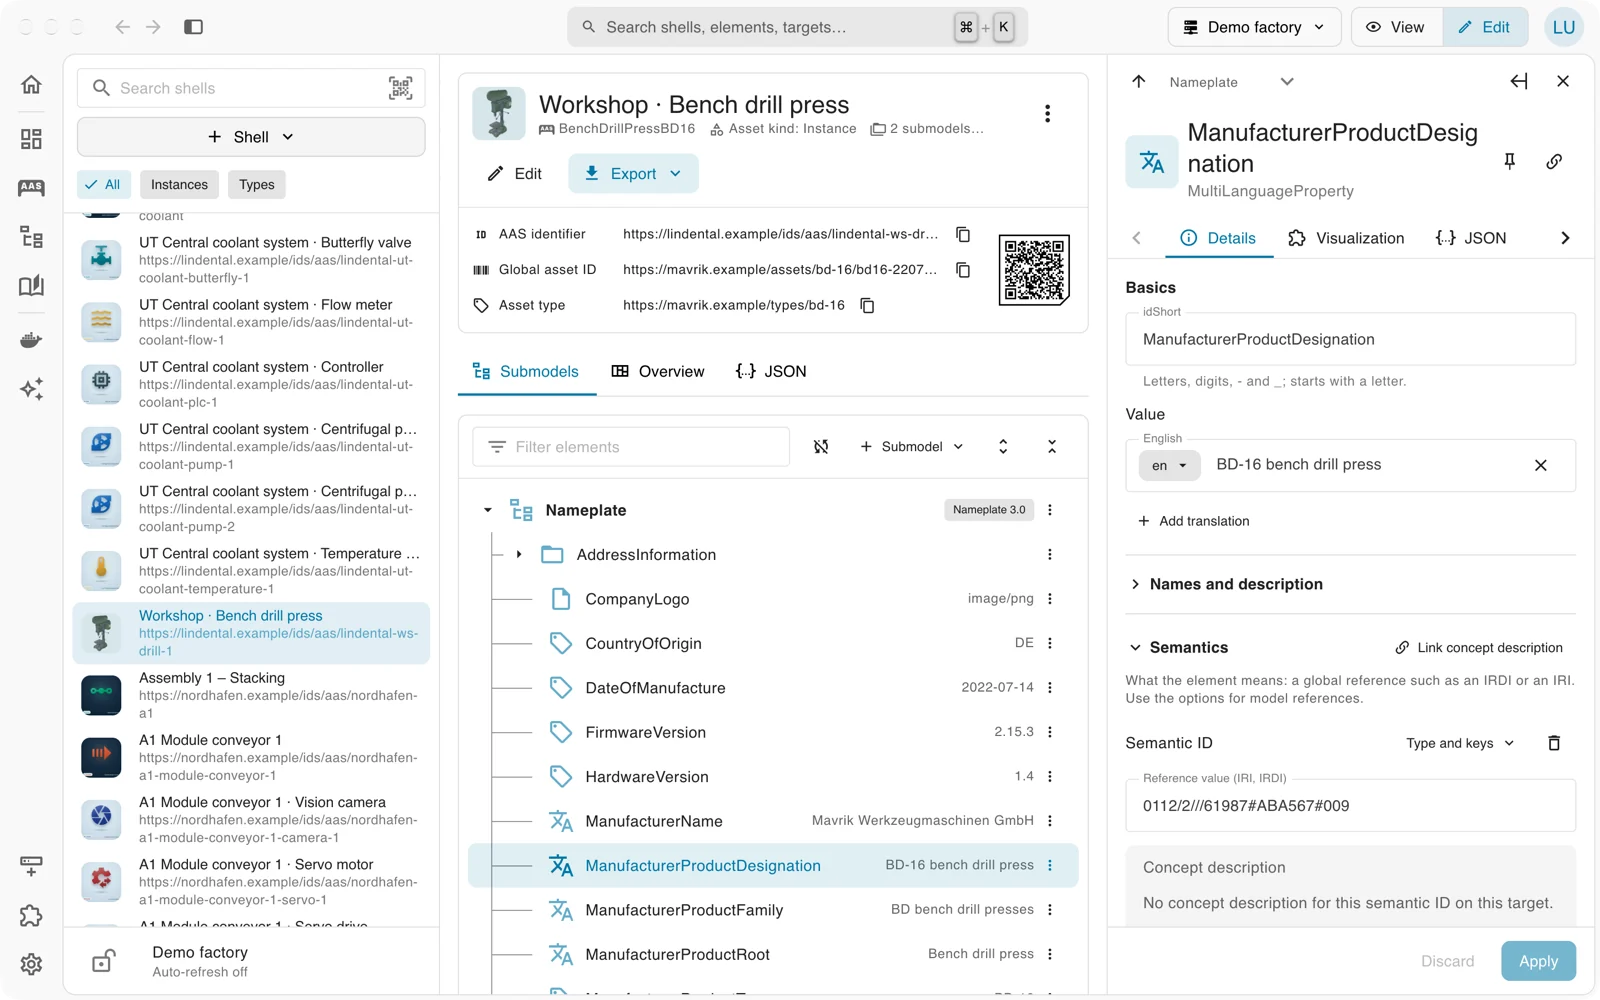 Search shells, elements, targets…
⌘ + K
Demo factory
View
Edit
LU
Search shells
+ Shell
All
Instances
Types
coolant
UT Central coolant system · Butterfly valve
https://lindental.example/ids/aas/lindental-ut-
coolant-butterfly-1
UT Central coolant system · Flow meter
https://lindental.example/ids/aas/lindental-ut-
coolant-flow-1
UT Central coolant system · Controller
https://lindental.example/ids/aas/lindental-ut-
coolant-plc-1
UT Central coolant system · Centrifugal p…
https://lindental.example/ids/aas/lindental-ut-
coolant-pump-1
UT Central coolant system · Centrifugal p…
https://lindental.example/ids/aas/lindental-ut-
coolant-pump-2
UT Central coolant system · Temperature …
https://lindental.example/ids/aas/lindental-ut-
coolant-temperature-1
Workshop · Bench drill press
https://lindental.example/ids/aas/lindental-ws-
drill-1
Assembly 1 – Stacking
https://nordhafen.example/ids/aas/nordhafen-
a1
A1 Module conveyor 1
https://nordhafen.example/ids/aas/nordhafen-
a1-module-conveyor-1
A1 Module conveyor 1 · Vision camera
https://nordhafen.example/ids/aas/nordhafen-
a1-module-conveyor-1-camera-1
A1 Module conveyor 1 · Servo motor
https://nordhafen.example/ids/aas/nordhafen-
a1-module-conveyor-1-servo-1
A1 Module conveyor 1 · Servo drive
Demo factory
Auto-refresh off
AAS
Workshop · Bench drill press
BenchDrillPressBD16
Asset kind: Instance
2 submodels…
Edit
Export
ID AAS identifier
https://lindental.example/ids/aas/lindental-ws-dr…
Global asset ID
https://mavrik.example/assets/bd-16/bd16-2207…
Asset type
https://mavrik.example/types/bd-16
Submodels
Overview
{..} JSON
Filter elements
+ Submodel
Nameplate
Nameplate 3.0
AddressInformation
CompanyLogo
image/png
CountryOfOrigin
DE
DateOfManufacture
2022-07-14
FirmwareVersion
2.15.3
HardwareVersion
1.4
ManufacturerName
Mavrik Werkzeugmaschinen GmbH
ManufacturerProductDesignation
BD-16 bench drill press
ManufacturerProductFamily
BD bench drill presses
ManufacturerProductRoot
Bench drill press
Nameplate
ManufacturerProductDesig
nation
MultiLanguageProperty
Details
Visualization
{..} JSON
Basics
idShort
ManufacturerProductDesignation
Letters, digits, - and _; starts with a letter.
Value
English
en
BD-16 bench drill press
+ Add translation
Names and description
Semantics
Link concept description
What the element means: a global reference such as an IRDI or an IRI.
Use the options for model references.
Semantic ID
Type and keys
Reference value (IRI, IRDI)
0112/2///61987#ABA567#009
Concept description
No concept description for this semantic ID on this target.
Discard
Apply